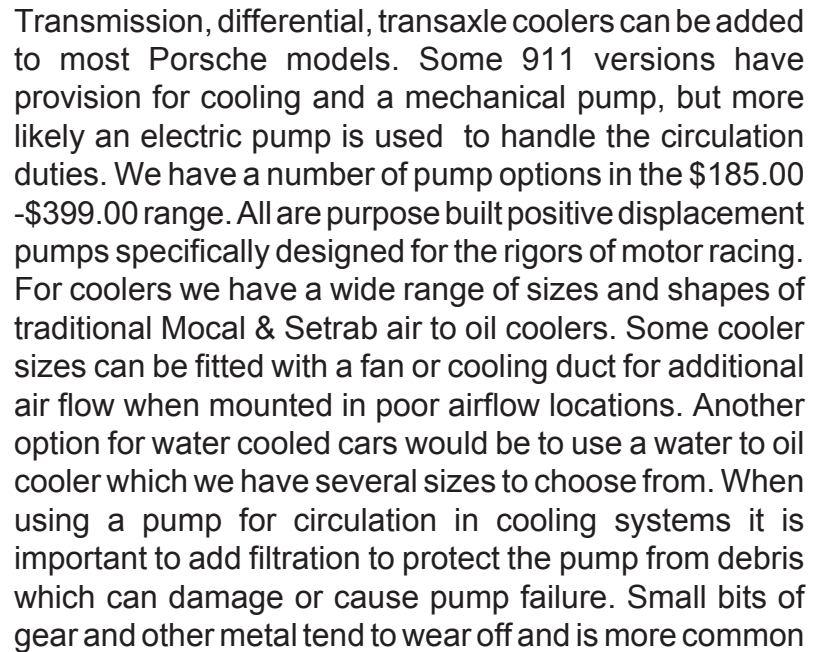 Transmission, differential, transaxle coolers can be added
to most Porsche models. Some 911 versions have
provision for cooling and a mechanical pump, but more
likely an electric pump is used  to handle the circulation
duties. We have a number of pump options in the $185.00
-$399.00 range. All are purpose built positive displacement
pumps specifically designed for the rigors of motor racing.
For coolers we have a wide range of sizes and shapes of
traditional Mocal & Setrab air to oil coolers. Some cooler
sizes can be fitted with a fan or cooling duct for additional
air flow when mounted in poor airflow locations. Another
option for water cooled cars would be to use a water to oil
cooler which we have several sizes to choose from. When
using a pump for circulation in cooling systems it is
important to add filtration to protect the pump from debris
which can damage or cause pump failure. Small bits of
gear and other metal tend to wear off and is more common